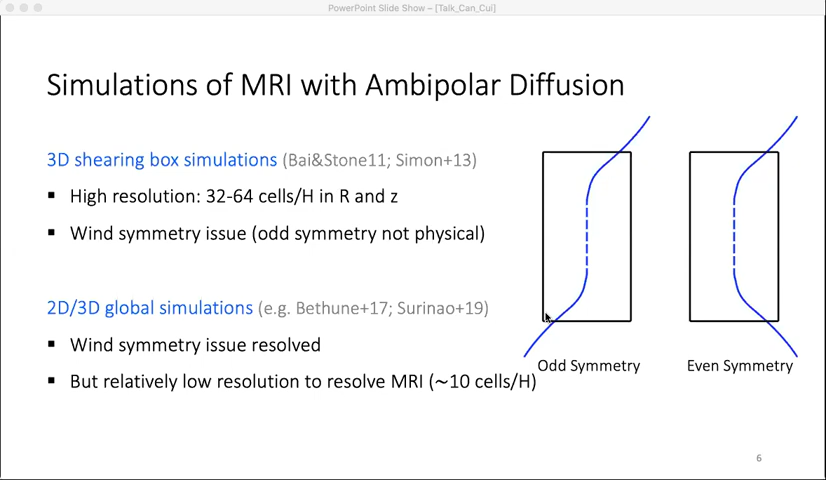 PowerPoint Slide Show – [Talk_Can_Cui]
Simulations of MRI with Ambipolar Diffusion
3D shearing box simulations (Bai&Stone11; Simon+13)
▪ High resolution: 32-64 cells/H in R and z
▪ Wind symmetry issue (odd symmetry not physical)
2D/3D global simulations (e.g. Bethune+17; Surinao+19)
▪ Wind symmetry issue resolved
▪ But relatively low resolution to resolve MRI (~10 cells/H)
Odd Symmetry
Even Symmetry
6